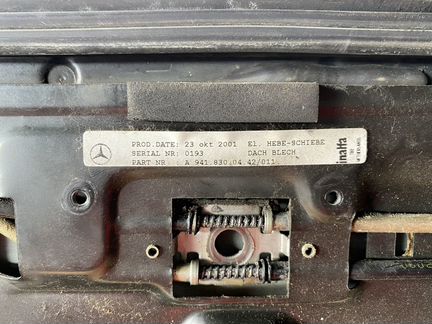 PROD.DATE: 23 okt 2001 El. HEBE-SCHIEBE
SERIAL NR: 0193 DACH BLECH
PART NR : A 941.830.04.42/011
inalfa